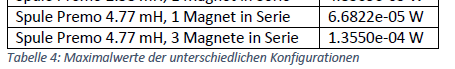 Spule Premo 4.77 mH, 1 Magnet in Serie 6.6822e-05 W
Spule Premo 4.77 mH, 3 Magnete in Serie 1.3550e-04 W
Tabelle 4: Maximalwerte der unterschiedlichen Konfigurationen